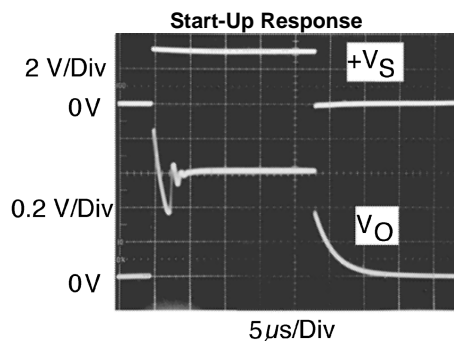 Start-Up Response
+VS
2 V/Div
0V
0.2 V/Div
VO
0V
5µs/Div